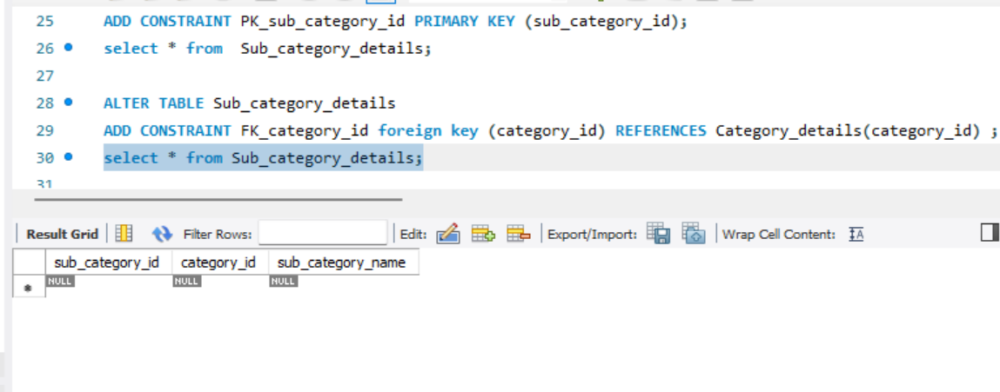 25 ADD CONSTRAINT PK_sub_category_id PRIMARY KEY (sub_category_id);
26 select * from  Sub_category_details;
27
28 ALTER TABLE Sub_category_details
29 ADD CONSTRAINT FK_category_id foreign key (category_id) REFERENCES Category_details(category_id) ;
30 select * from Sub_category_details;
31
Result Grid Filter Rows: Edit: Export/Import: Wrap Cell Content: IA
sub_category_id category_id sub_category_name
NULL NULL NULL